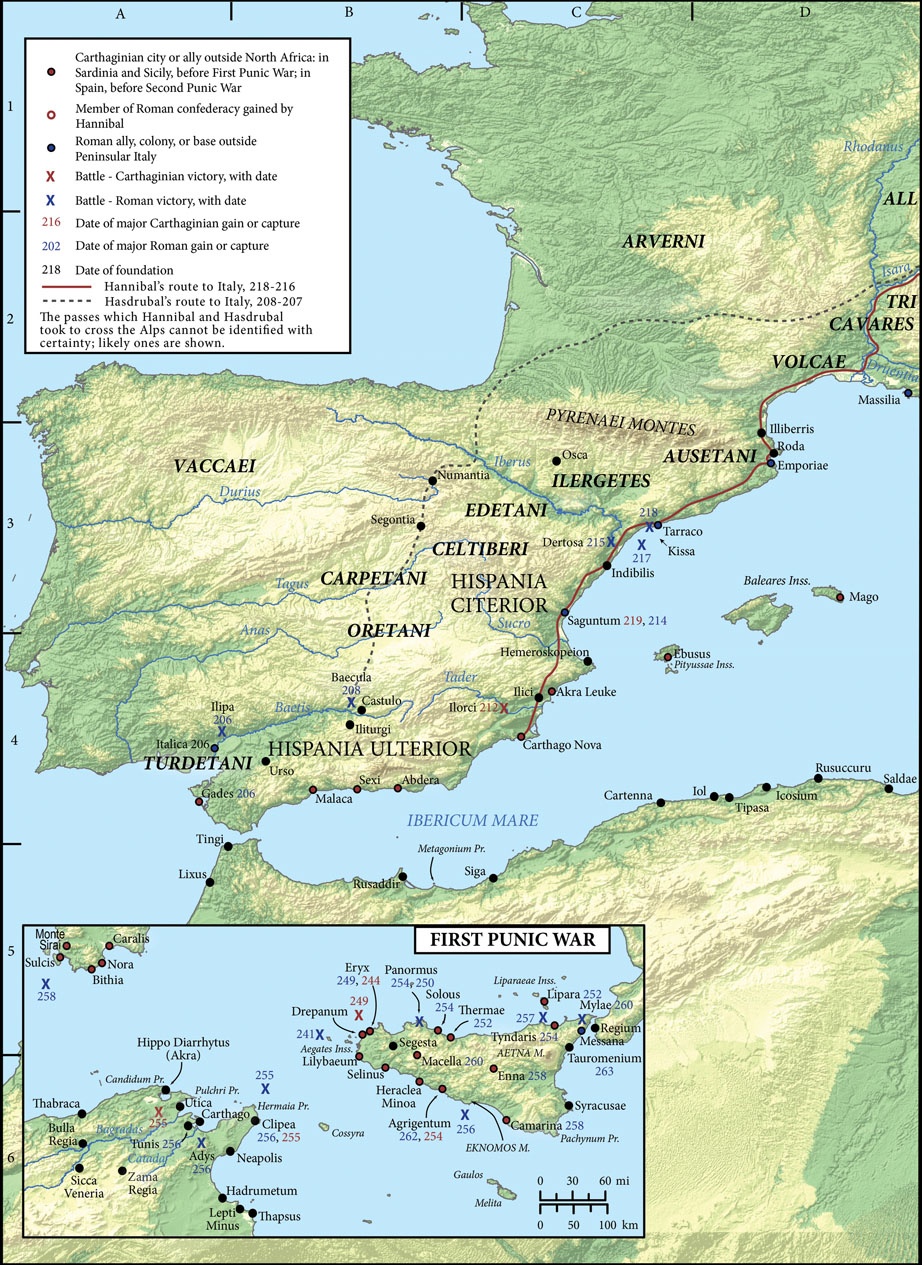 A
B
C
D
1
2
3
4
5
6
Carthaginian city or ally outside North Africa: in
Sardinia and Sicily, before First Punic War; in
Spain, before Second Punic War
Member of Roman confederacy gained by
Hannibal
Roman ally, colony, or base outside
Peninsular Italy
X Battle - Carthaginian victory, with date
X Battle - Roman victory, with date
216 Date of major Carthaginian gain or capture
202 Date of major Roman gain or capture
218 Date of foundation
Hannibal's route to Italy, 218-216
Hasdrubal's route to Italy, 208-207
The passes which Hannibal and Hasdrubal
took to cross the Alps cannot be identified with
certainty; likely ones are shown.
Rhodanus
ALL
ARVERNI
Isara
TRI
CAVARES
VOLCAE
Druentia
Massilia
PYRENAEI MONTES
Illiberris
Roda
Emporiae
AUSETANI
Osca
ILERGETES
VACCAEI
Iberus
Numantia
Durius
EDETANI
Segontia
218
X
Tarraco
Kissa
X
217
Dertosa 215 X
CELTIBERI
Indibilis
CARPETANI
Tagus
HISPANIA
CITERIOR
Baleares Inss.
Mago
Saguntum 219, 214
Sucro
Anas
ORETANI
Hemeroskopeion
Ebusus
Pityussae Inss.
Baecula
208
X
Castulo
Tader
Ilici
Akra Leuke
Ilorci 212 X
Ilipa
206
X
Baetis
Iliturgi
Italica 206
HISPANIA ULTERIOR
Carthago Nova
TURDETANI
Urso
Gades 206
Malaca
Sexi
Abdera
Rusuccuru
Saldae
Icosium
Iol
Tipasa
Cartenna
IBERICUM MARE
Tingi
Metagonium Pr.
Lixus
Rusaddir
Siga
FIRST PUNIC WAR
Monte
Sirai
Caralis
Sulcis
Nora
Bithia
X
258
Eryx
249, 244
Panormus
254, 250
X
Solous
254
Thermae
252
Liparaeae Inss.
Lipara 252
Mylae 260
X
257 X
Drepanum
249
X
241 X
Aegates Inss.
Lilybaeum
Segesta
Macella 260
Tyndaris 254
Regium
Messana
AETNA M.
Tauromenium
263
Selinus
Enna 258
Heraclea
Minoa
Agrigentum
262, 254
X
256
EKNOMOS M.
Camarina 258
Syracusae
Pachynum Pr.
Hippo Diarrhytus
(Akra)
Candidum Pr.
Pulchri Pr.
255
X
Hermaia Pr.
Thabraca
Utica
Carthago
X
255
Bagradas
Clipea
256, 255
Bulla
Regia
Tunis 256
Catadas
X
Adys
256
Neapolis
Cossyra
Sicca
Veneria
Zama
Regia
Hadrumetum
Lepti
Minus
Thapsus
Gaulos
Melita
0 30 60 mi
0 50 100 km